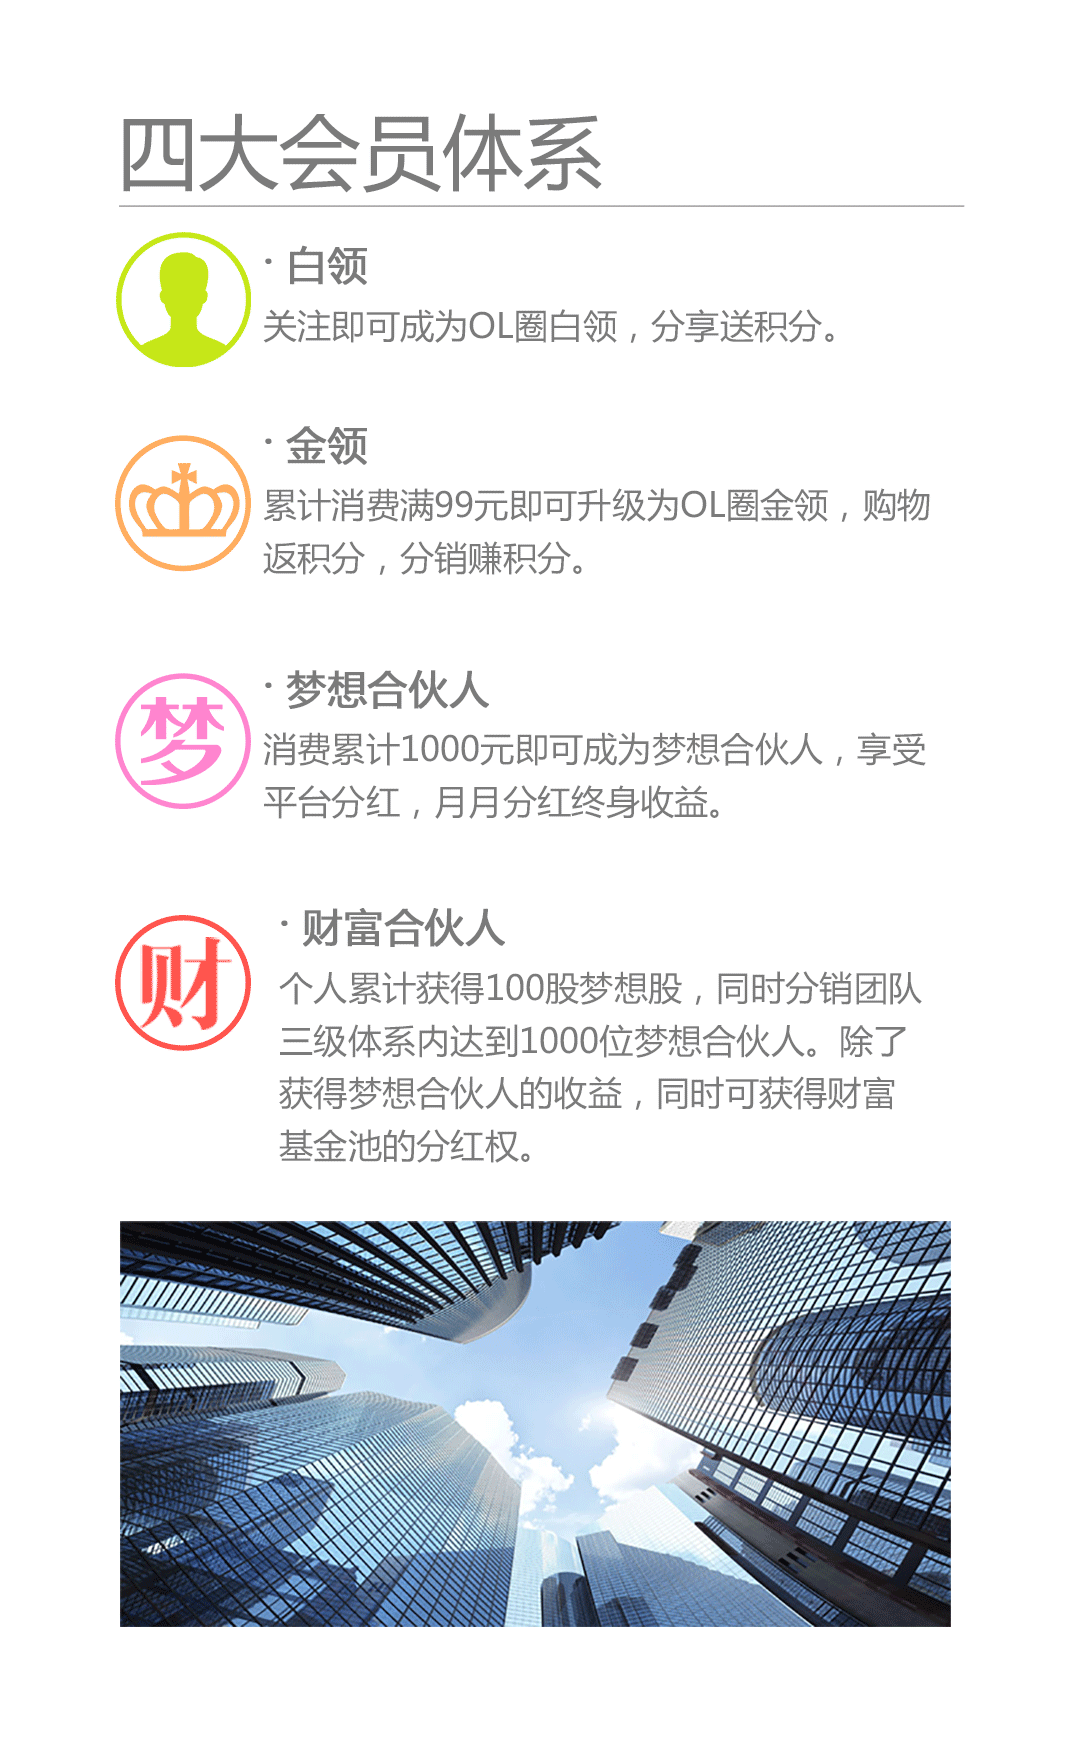 四大会员体系
· 白领
关注即可成为OL圈白领，分享送积分。
· 金领
累计消费满99元即可升级为OL圈金领，购物
返积分，分销赚积分。
梦
· 梦想合伙人
消费累计1000元即可成为梦想合伙人，享受
平台分红，月月分红终身收益。
财
· 财富合伙人
个人累计获得100股梦想股，同时分销团队
三级体系内达到1000位梦想合伙人。除了
获得梦想合伙人的收益，同时可获得财富
基金池的分红权。